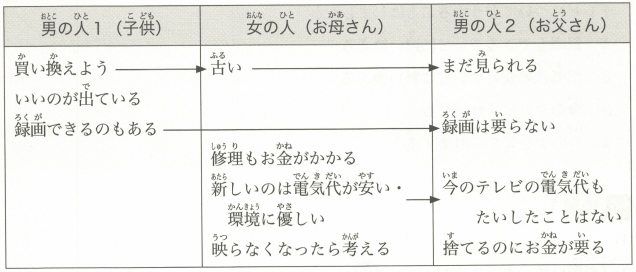 男の人1（子供）
女の人（お母さん）
男の人2（お父さん）
買い換えよう
古い
まだ見られる
いいのが出ている
録画できるのもある
録画は要らない
修理もお金がかかる
新しいのは電気代が安い・
環境に優しい
今のテレビの電気代も
たいしたことはない
映らなくなったら考える
捨てるのにお金が要る